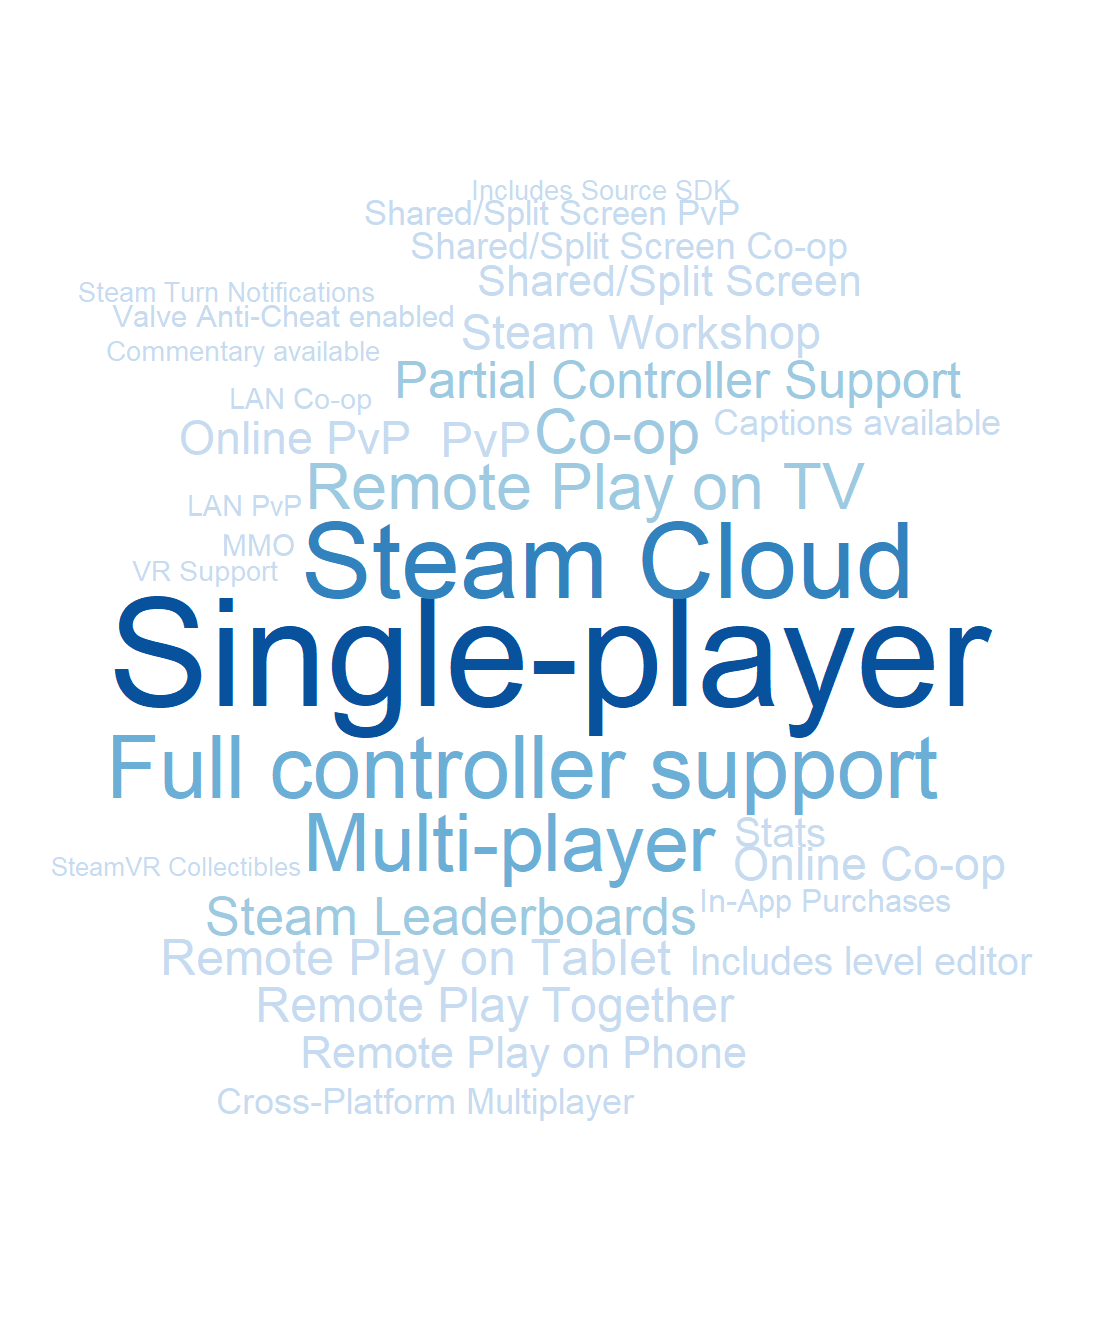 Includes Source SDK
Shared/Split Screen PvP
Shared/Split Screen Co-op
Shared/Split Screen
Steam Turn Notifications
Valve Anti-Cheat enabled
Steam Workshop
Commentary available
Partial Controller Support
LAN Co-op
Captions available
Online PvP
PvP
Co-op
Remote Play on TV
LAN PvP
MMO
Steam Cloud
VR Support
Single-player
Full controller support
Multi-player
Stats
SteamVR Collectibles
Online Co-op
Steam Leaderboards
In-App Purchases
Remote Play on Tablet
Includes level editor
Remote Play Together
Remote Play on Phone
Cross-Platform Multiplayer